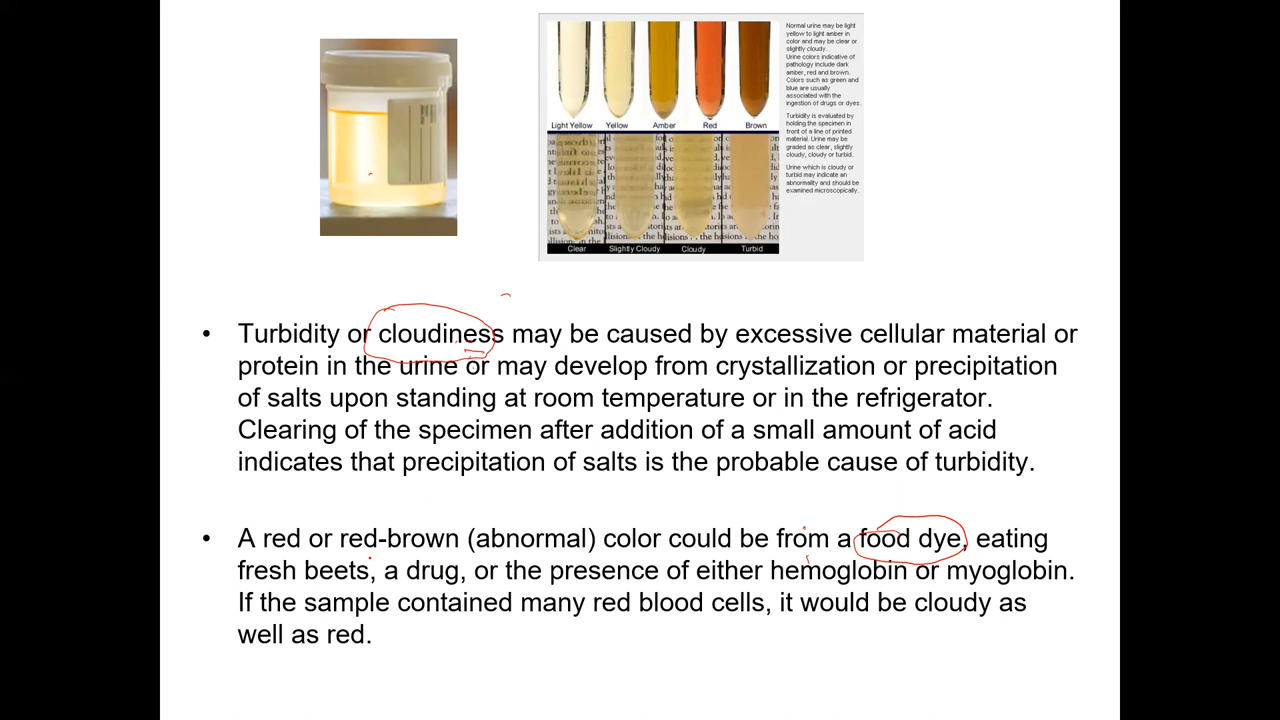 Normal urine may be light
yellow to light amber in
color and may be clear or
slightly cloudy.
Urine colors indicative of
pathology include dark
amber, red and brown.
Colors such as green and
blue are usually
associated with the
ingestion of drugs or dyes.
Turbidity is evaluated by
holding the specimen in
front of a line of printed
material. Urine may be
graded as clear, slightly
cloudy, cloudy or turbid.
Urine which is cloudy or
turbid may indicate an
abnormality and should be
examined microscopically.
Light Yellow Yellow Amber Red Brown
Clear Slightly Cloudy Cloudy Turbid
• Turbidity or cloudiness may be caused by excessive cellular material or
protein in the urine or may develop from crystallization or precipitation
of salts upon standing at room temperature or in the refrigerator.
Clearing of the specimen after addition of a small amount of acid
indicates that precipitation of salts is the probable cause of turbidity.
• A red or red-brown (abnormal) color could be from a food dye, eating
fresh beets, a drug, or the presence of either hemoglobin or myoglobin.
If the sample contained many red blood cells, it would be cloudy as
well as red.